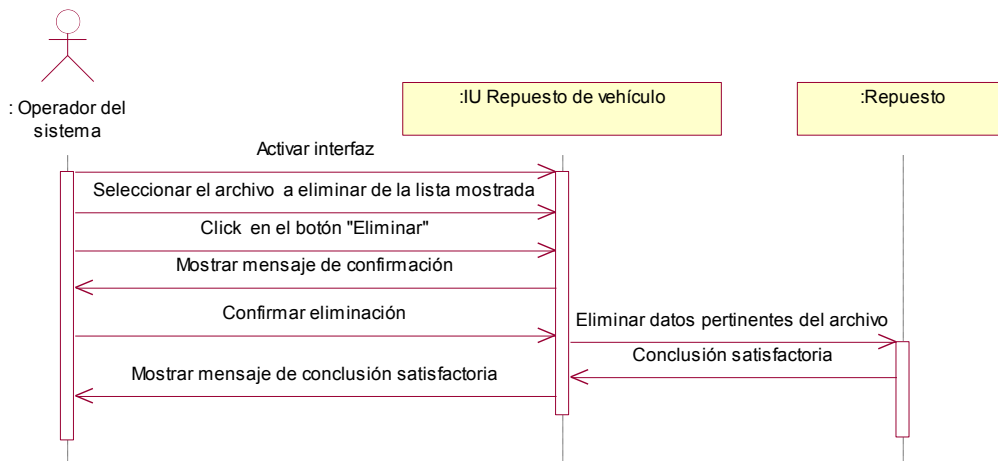 : Operador del
sistema
:IU Repuesto de vehículo
:Repuesto
Activar interfaz
Seleccionar el archivo a eliminar de la lista mostrada
Click en el botón "Eliminar"
Mostrar mensaje de confirmación
Confirmar eliminación
Eliminar datos pertinentes del archivo
Conclusión satisfactoria
Mostrar mensaje de conclusión satisfactoria